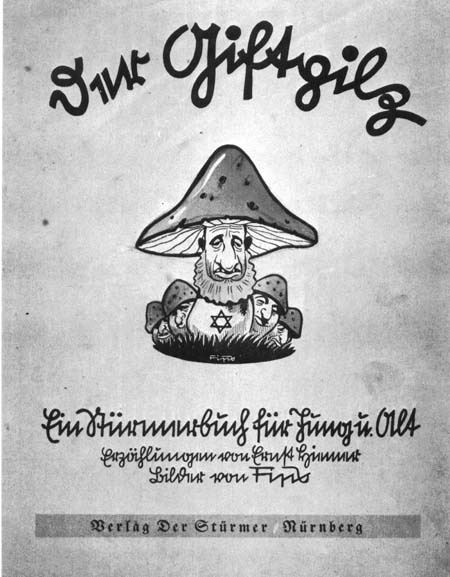 Der Giftpilz
Fips
Ein Stürmerbuch für Jung u. Alt
Erzählungen von Ernst Hiemer
Bilder von Fips
Verlag Der Stürmer / Nürnberg